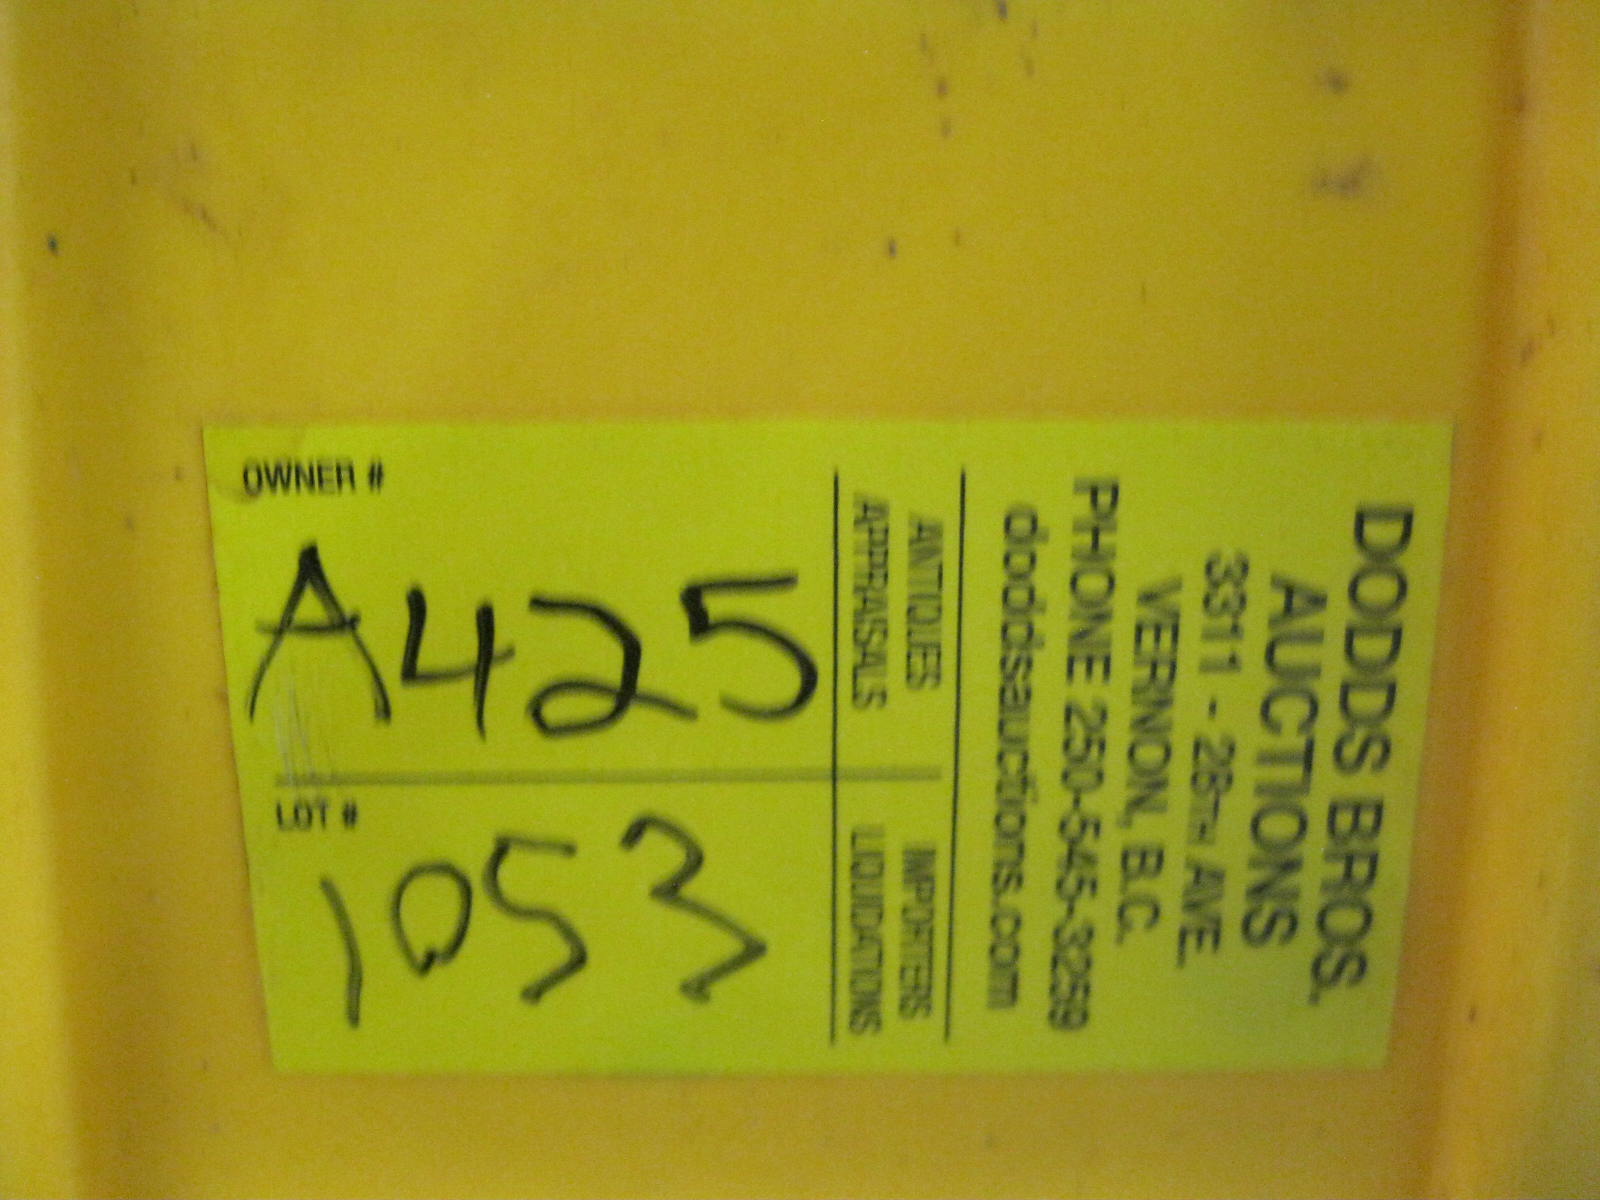 OWNER #
A425
LOT #
1053
DODDS BROS.
AUCTIONS
3311 - 28TH AVE.
VERNON, B.C.
PHONE 250-545-3259
doddsauctions.com
ANTIQUES
APPRAISALS
IMPORTERS
LIQUIDATIONS